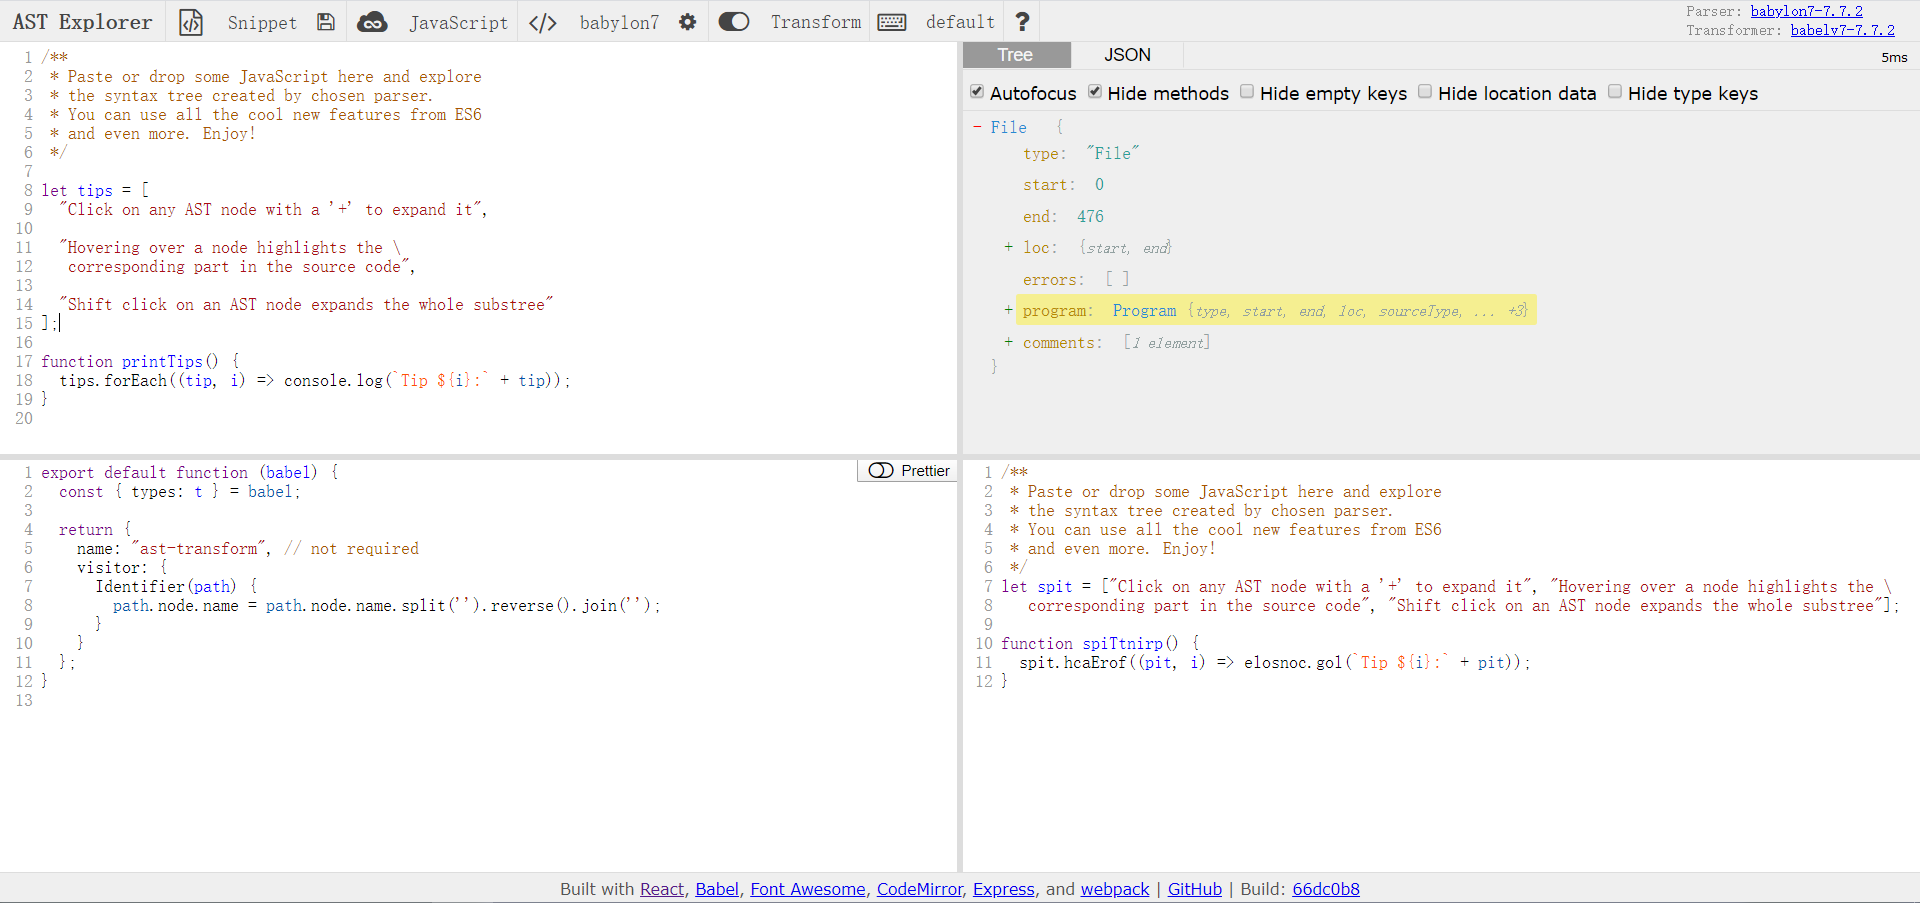 AST Explorer Snippet JavaScript </> babylon7 Transform default ?
Parser: babylon7-7.7.2
Transformer: babelv7-7.7.2
1 /**
2  * Paste or drop some JavaScript here and explore
3  * the syntax tree created by chosen parser.
4  * You can use all the cool new features from ES6
5  * and even more. Enjoy!
6  */
7
8 let tips = [
9   "Click on any AST node with a '+' to expand it",
10
11   "Hovering over a node highlights the \
12    corresponding part in the source code",
13
14   "Shift click on an AST node expands the whole substree"
15 ];
16
17 function printTips() {
18   tips.forEach((tip, i) => console.log(`Tip ${i}:` + tip));
19 }
20
Tree JSON
5ms
Autofocus Hide methods Hide empty keys Hide location data Hide type keys
- File {
type: "File"
start: 0
end: 476
+ loc: {start, end}
errors: [ ]
+ program: Program {type, start, end, loc, sourceType, ... +3}
+ comments: [1 element]
}
1 export default function (babel) {
2   const { types: t } = babel;
3
4   return {
5     name: "ast-transform", // not required
6     visitor: {
7       Identifier(path) {
8         path.node.name = path.node.name.split('').reverse().join('');
9       }
10     }
11   };
12 }
13
Prettier
1 /**
2  * Paste or drop some JavaScript here and explore
3  * the syntax tree created by chosen parser.
4  * You can use all the cool new features from ES6
5  * and even more. Enjoy!
6  */
7 let spit = ["Click on any AST node with a '+' to expand it", "Hovering over a node highlights the \
8    corresponding part in the source code", "Shift click on an AST node expands the whole substree"];
9
10 function spiTtnirp() {
11   spit.hcaErof((pit, i) => elosnoc.gol(`Tip ${i}:` + pit));
12 }
Built with React, Babel, Font Awesome, CodeMirror, Express, and webpack | GitHub | Build: 66dc0b8